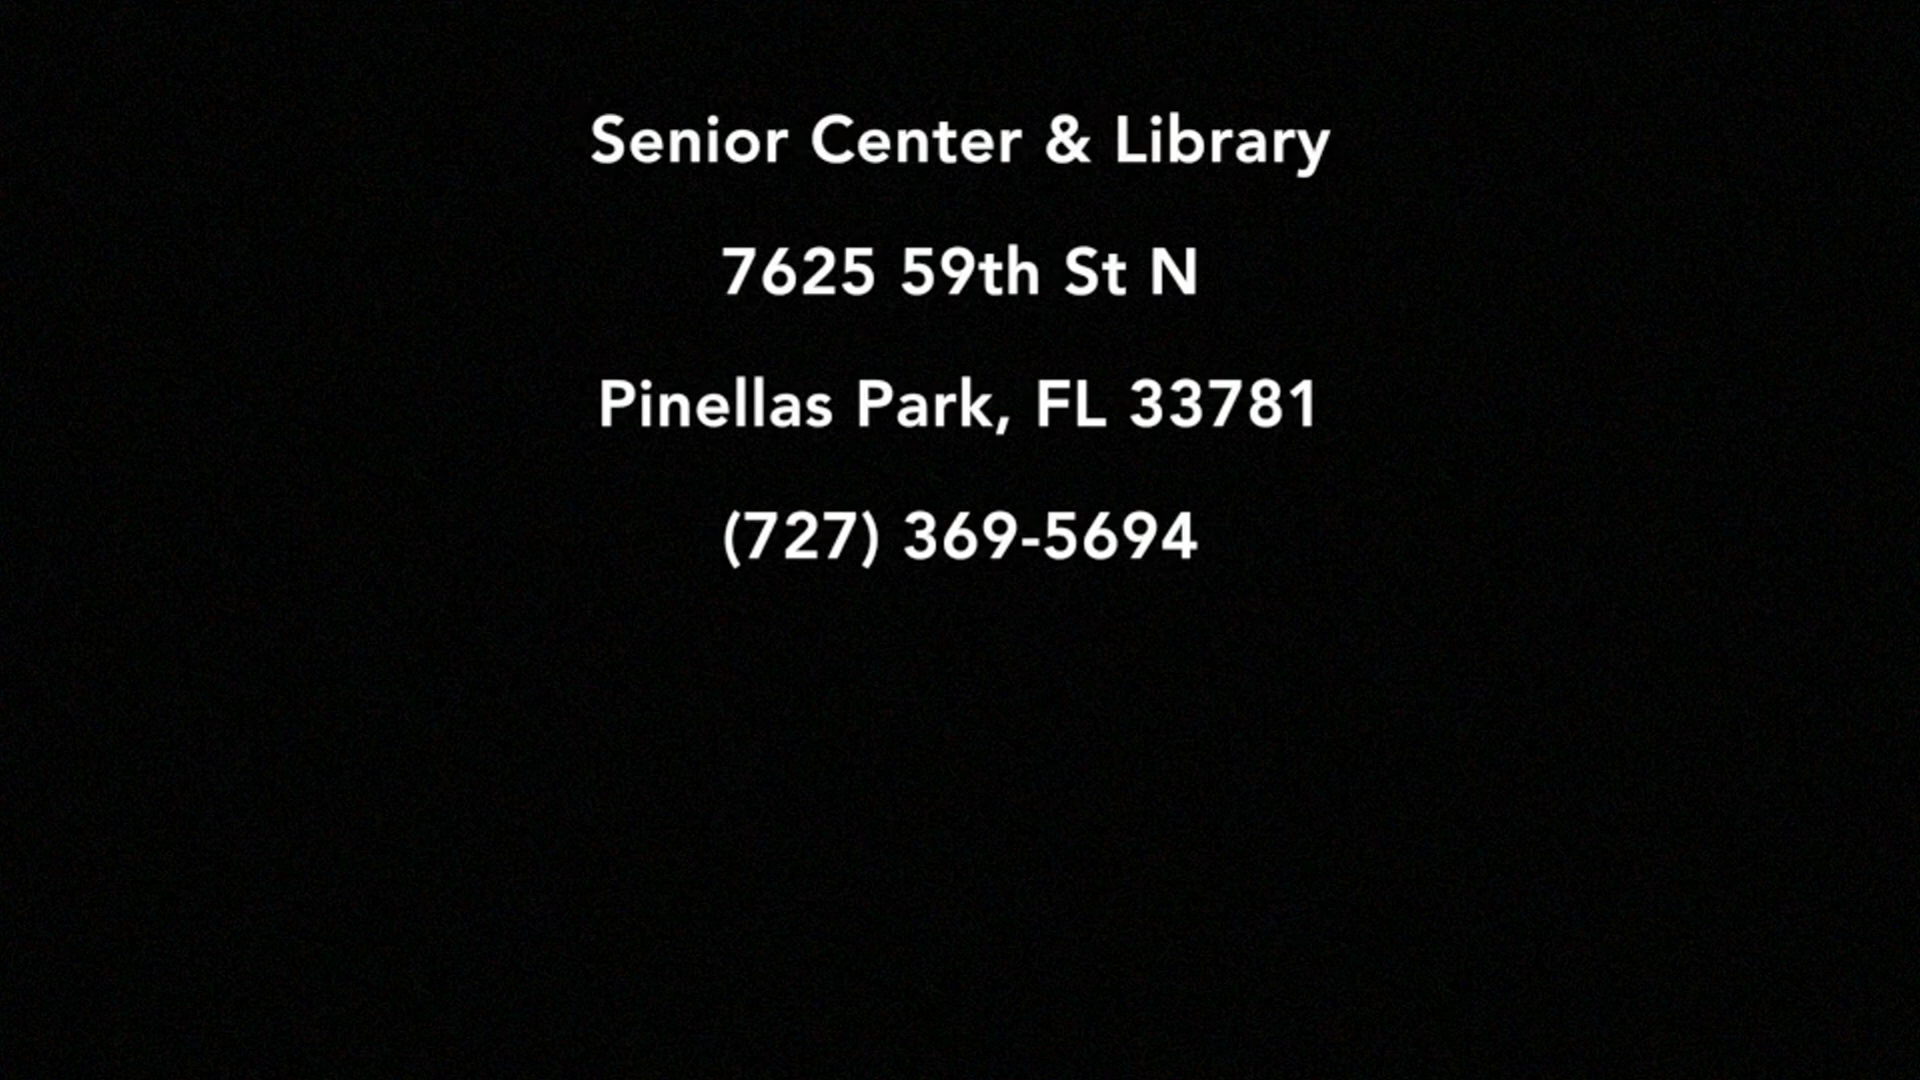 Senior Center & Library
7625 59th St N
Pinellas Park, FL 33781
(727) 369-5694